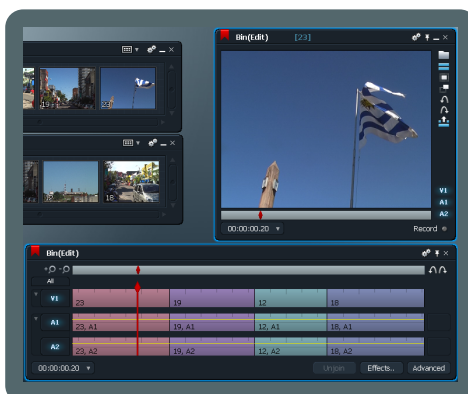 Bin(Edit) [23]
19
23
18
V1
A1
A2
00:00:00.20
Record
Bin(Edit)
All
V1 23 19 12 18
A1 23, A1 19, A1 12, A1 18, A1
A2 23, A2 19, A2 12, A2 18, A2
00:00:00.20 Unjoin Effects.. Advanced